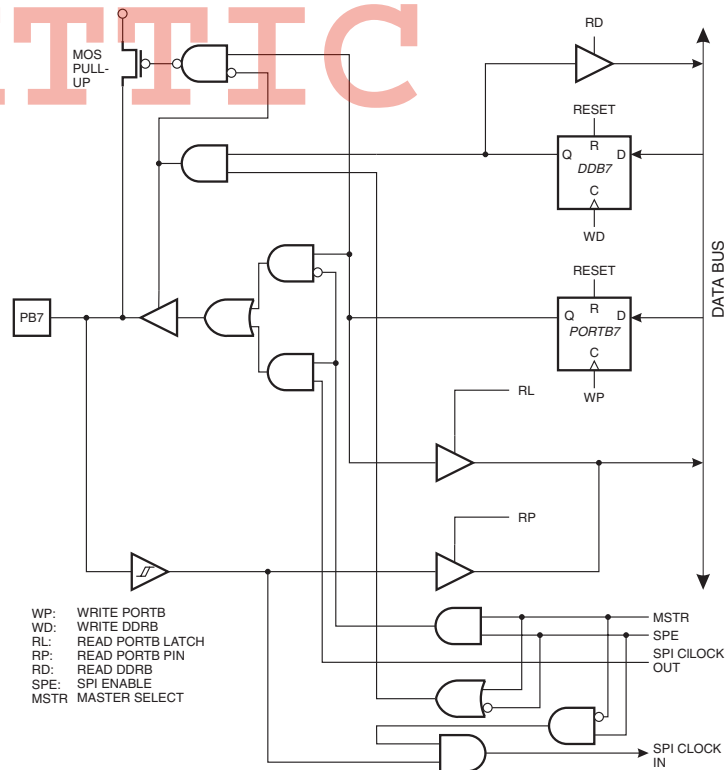 TTIC
RD
MOS
PULL-
UP
RESET
R
Q
D
DDB7
C
WD
DATA BUS
RESET
R
Q
D
PORTB7
C
WP
PB7
RL
RP
WP: WRITE PORTB
WD: WRITE DDRB
RL: READ PORTB LATCH
RP: READ PORTB PIN
RD: READ DDRB
SPE: SPI ENABLE
MSTR MASTER SELECT
MSTR
SPE
SPI ClLOCK
OUT
SPI CLOCK
IN